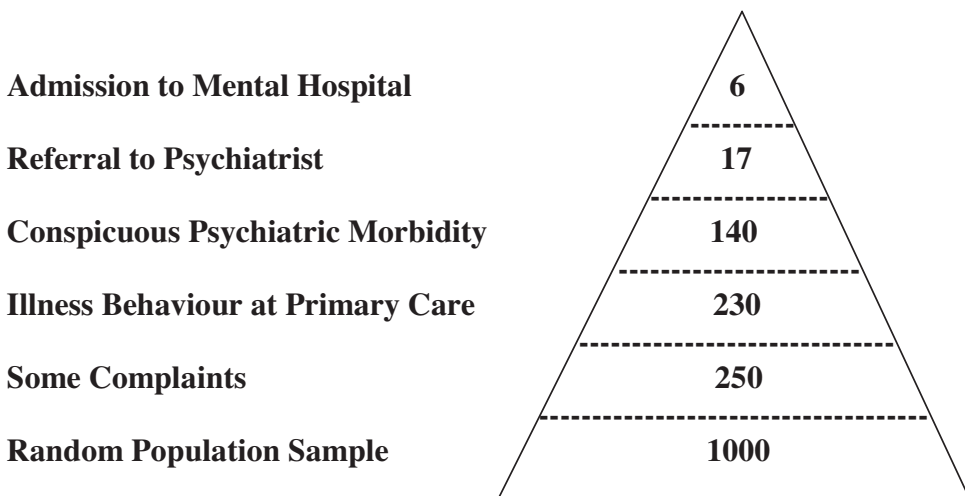 Admission to Mental Hospital 6
Referral to Psychiatrist 17
Conspicuous Psychiatric Morbidity 140
Illness Behaviour at Primary Care 230
Some Complaints 250
Random Population Sample 1000